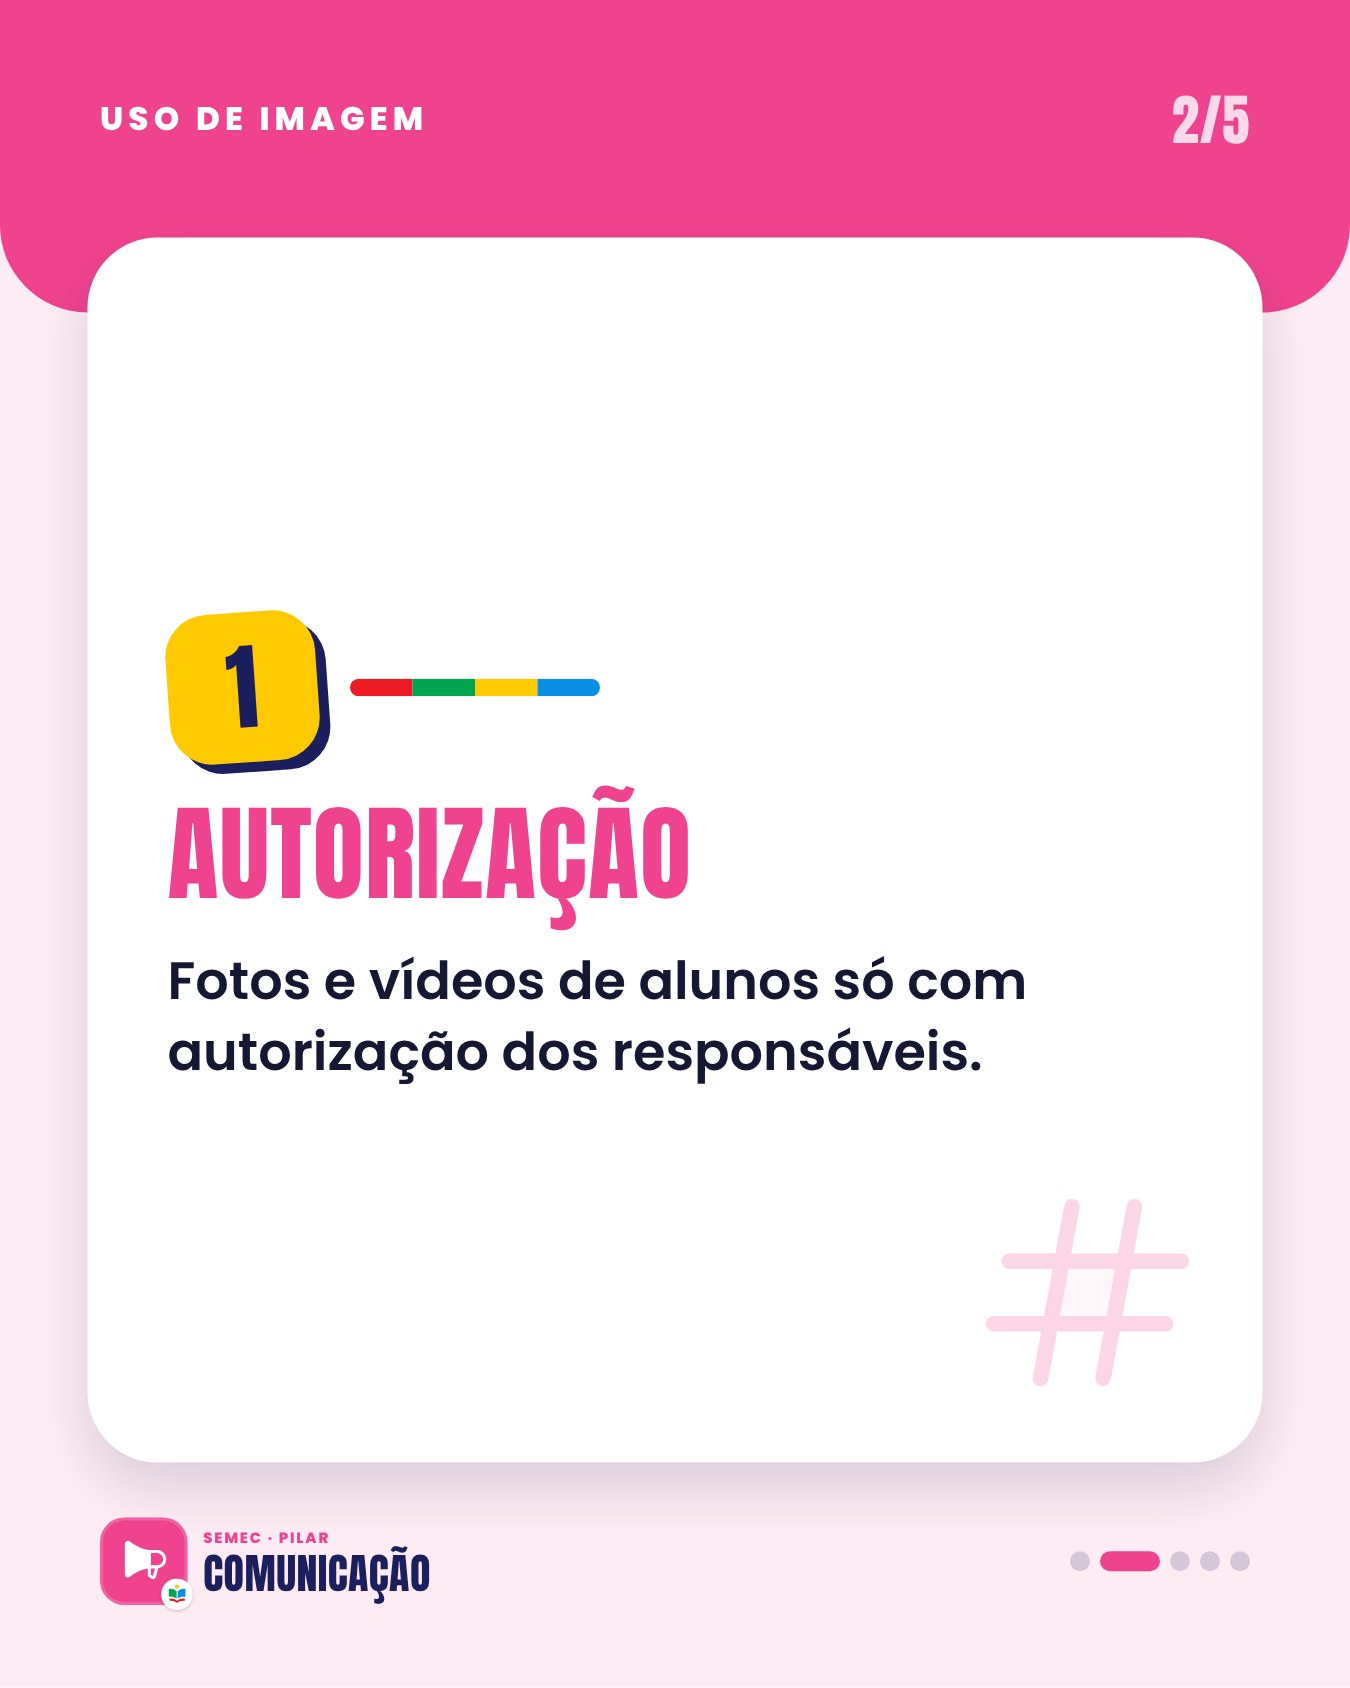 USO DE IMAGEM
2/5
1
AUTORIZAÇÃO
Fotos e vídeos de alunos só com
autorização dos responsáveis.
#
SEMEC · PILAR
COMUNICAÇÃO